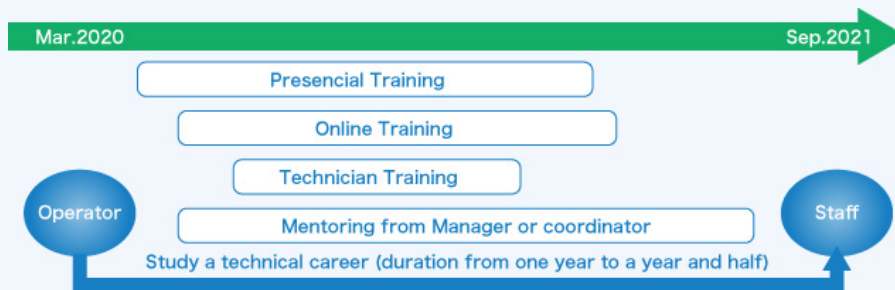 Mar.2020
Sep.2021
Presencial Training
Online Training
Technician Training
Operator
Staff
Mentoring from Manager or coordinator
Study a technical career (duration from one year to a year and half)